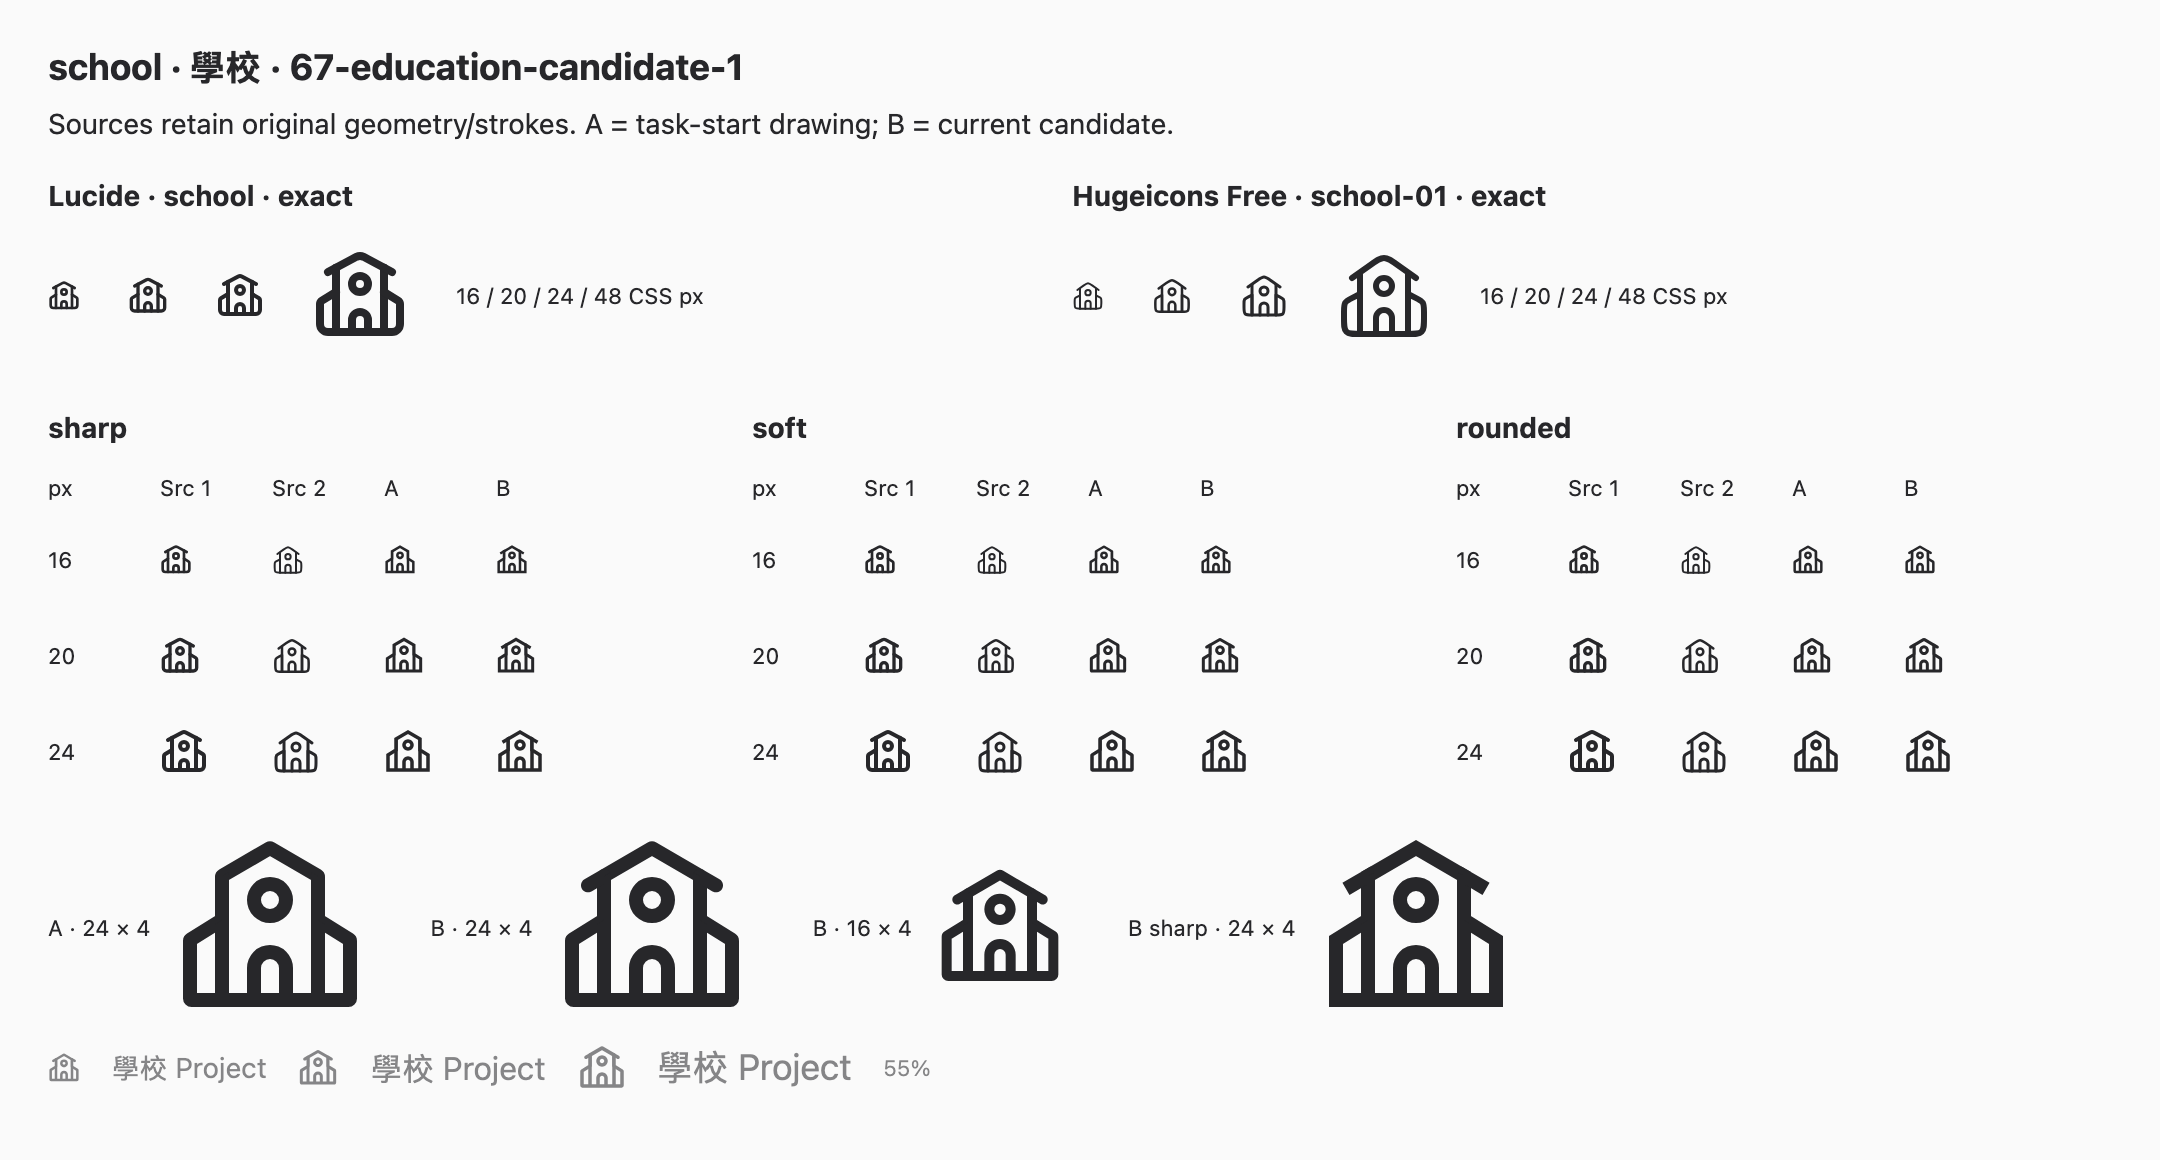 school · 學校 · 67-education-candidate-1
Sources retain original geometry/strokes. A = task-start drawing; B = current candidate.
Lucide · school · exact
Hugeicons Free · school-01 · exact
16 / 20 / 24 / 48 CSS px
16 / 20 / 24 / 48 CSS px
sharp
soft
rounded
px Src 1 Src 2 A B
px Src 1 Src 2 A B
px Src 1 Src 2 A B
16
16
16
20
20
20
24
24
24
A · 24 × 4
B · 24 × 4
B · 16 × 4
B sharp · 24 × 4
學校 Project
學校 Project
學校 Project
55%